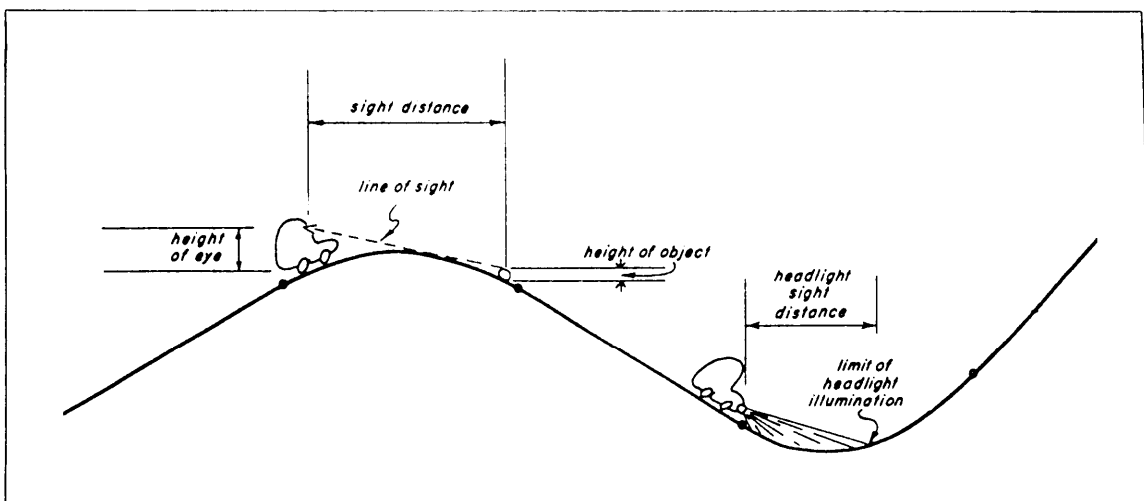 sight distance
line of sight
height
of eye
height of object
headlight
sight
distance
limit of
headlight
illumination